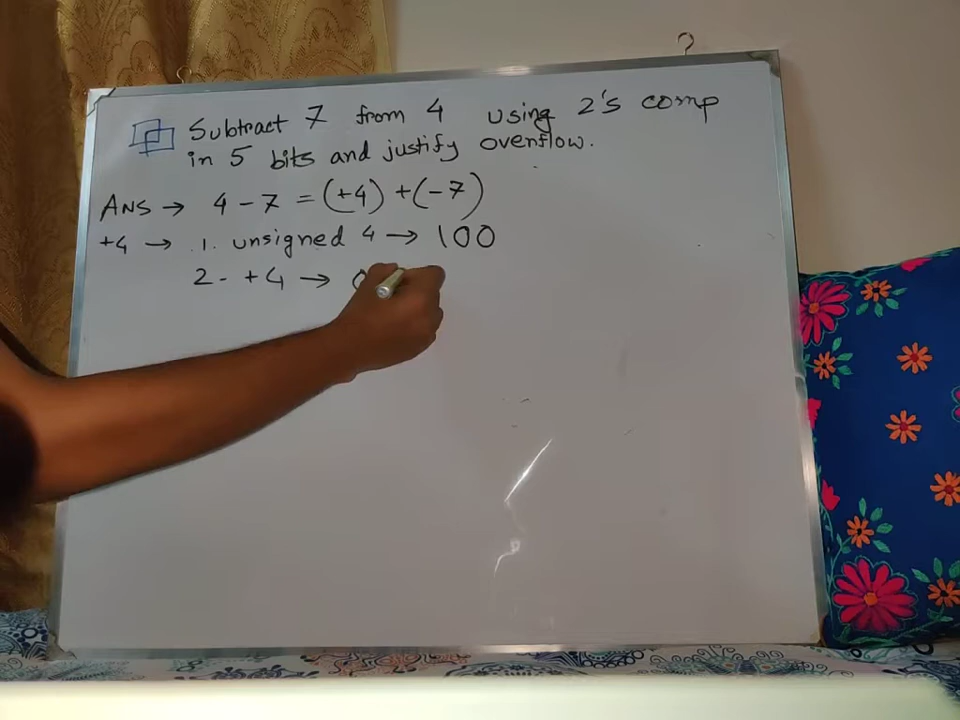 Subtract 7 from 4 using 2's comp
in 5 bits and justify overflow.
ANS → 4 - 7 = (+4) + (-7)
+4 → 1. unsigned 4 → 100
2. +4 → 0